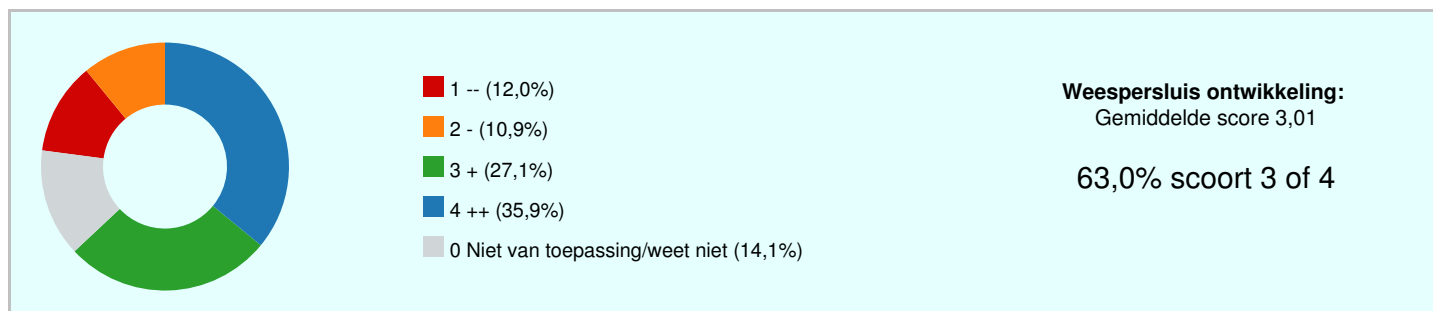 1 -- (12,0%)
2 - (10,9%)
3 + (27,1%)
4 ++ (35,9%)
0 Niet van toepassing/weet niet (14,1%)
Weespersluis ontwikkeling:
Gemiddelde score 3,01
63,0% scoort 3 of 4